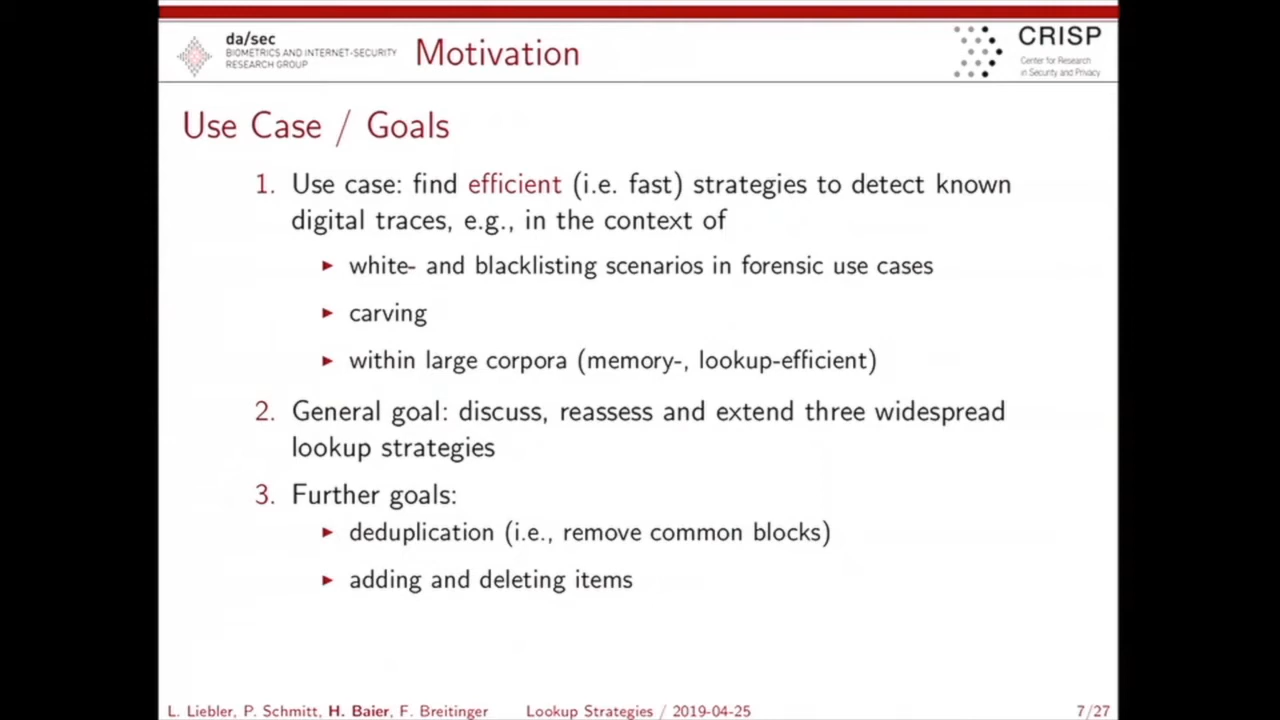 da/sec
BIOMETRICS AND INTERNET-SECURITY
RESEARCH GROUP
Motivation
CRISP
Center for Research
in Security and Privacy
Use Case / Goals
1. Use case: find efficient (i.e. fast) strategies to detect known
digital traces, e.g., in the context of
► white- and blacklisting scenarios in forensic use cases
► carving
► within large corpora (memory-, lookup-efficient)
2. General goal: discuss, reassess and extend three widespread
lookup strategies
3. Further goals:
► deduplication (i.e., remove common blocks)
► adding and deleting items
L. Liebler, P. Schmitt, H. Baier, F. Breitinger Lookup Strategies / 2019-04-25 7/27